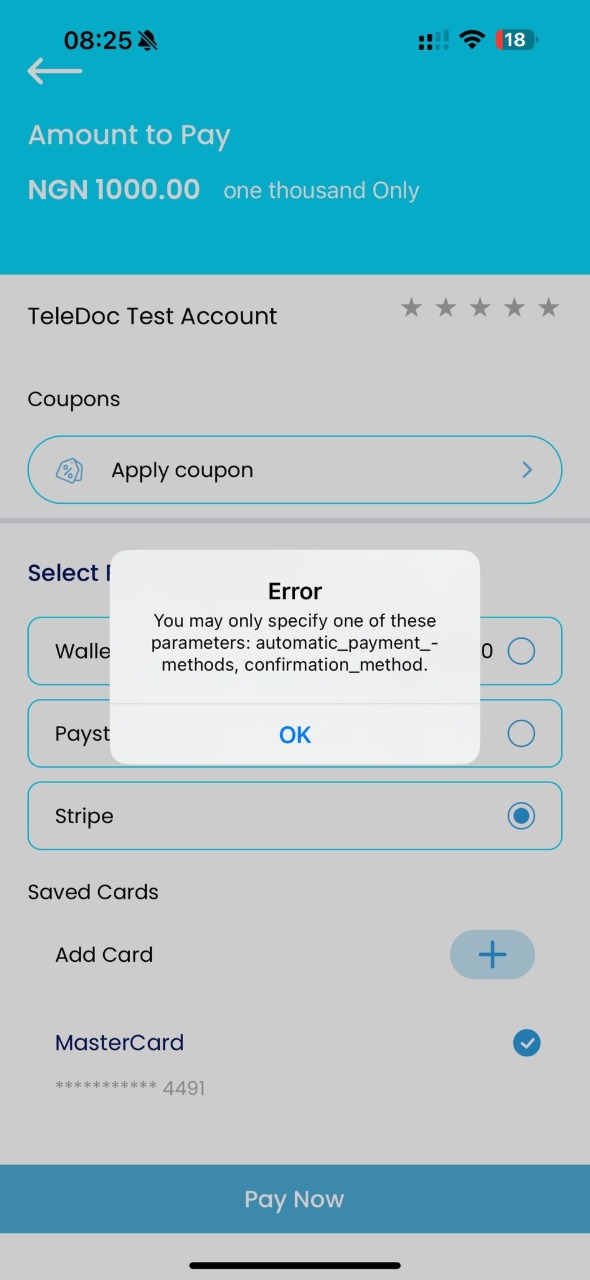 08:25
18
Amount to Pay
NGN 1000.00 one thousand Only
TeleDoc Test Account
Coupons
Apply coupon
Select
Error
You may only specify one of these
parameters: automatic_payment_-
methods, confirmation_method.
OK
Walle 0
Payst
Stripe
Saved Cards
Add Card
MasterCard
*********** 4491
Pay Now